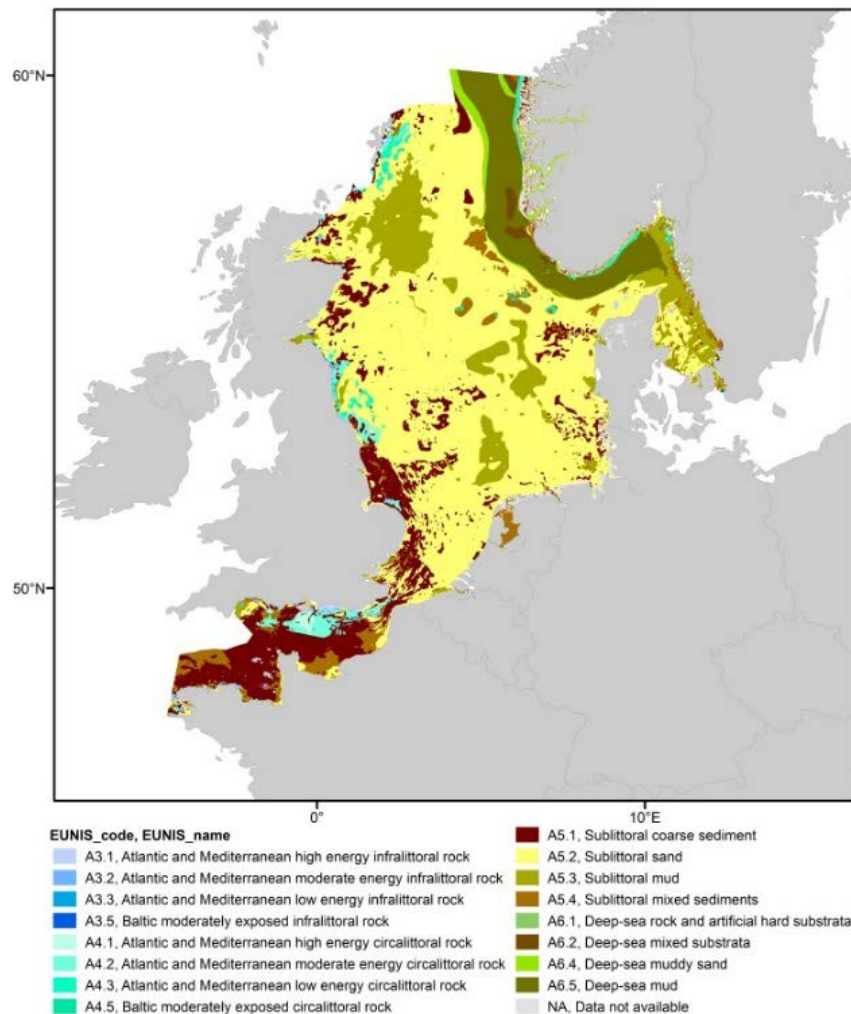 60°N
50°N
0°
10°E
EUNIS_code, EUNIS_name
A3.1, Atlantic and Mediterranean high energy infralittoral rock
A3.2, Atlantic and Mediterranean moderate energy infralittoral rock
A3.3, Atlantic and Mediterranean low energy infralittoral rock
A3.5, Baltic moderately exposed infralittoral rock
A4.1, Atlantic and Mediterranean high energy circalittoral rock
A4.2, Atlantic and Mediterranean moderate energy circalittoral rock
A4.3, Atlantic and Mediterranean low energy circalittoral rock
A4.5, Baltic moderately exposed circalittoral rock
A5.1, Sublittoral coarse sediment
A5.2, Sublittoral sand
A5.3, Sublittoral mud
A5.4, Sublittoral mixed sediments
A6.1, Deep-sea rock and artificial hard substrata
A6.2, Deep-sea mixed substrata
A6.4, Deep-sea muddy sand
A6.5, Deep-sea mud
NA, Data not available